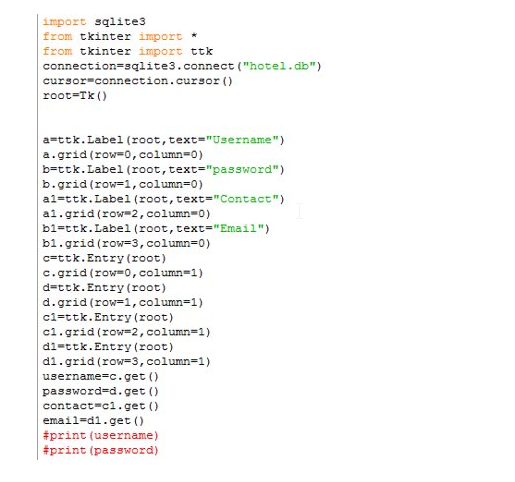 import sqlite3
from tkinter import *
from tkinter import ttk
connection=sqlite3.connect("hotel.db")
cursor=connection.cursor()
root=Tk()
a=ttk.Label(root,text="Username")
a.grid(row=0,column=0)
b=ttk.Label(root,text="password")
b.grid(row=1,column=0)
a1=ttk.Label(root,text="Contact")
a1.grid(row=2,column=0)
b1=ttk.Label(root,text="Email")
b1.grid(row=3,column=0)
c=ttk.Entry(root)
c.grid(row=0,column=1)
d=ttk.Entry(root)
d.grid(row=1,column=1)
c1=ttk.Entry(root)
c1.grid(row=2,column=1)
d1=ttk.Entry(root)
d1.grid(row=3,column=1)
username=c.get()
password=d.get()
contact=c1.get()
email=d1.get()
#print(username)
#print(password)